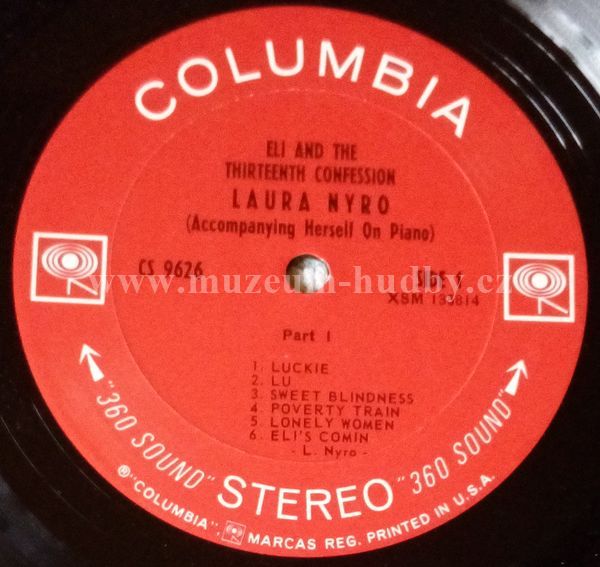 COLUMBIA
ELI AND THE
THIRTEENTH CONFESSION
LAURA NYRO
(Accompanying Herself On Piano)
CS 9626
www.muzeum-hudby.cz
XSM 133814
Part 1
1. LUCKIE
2. LU
3. SWEET BLINDNESS
4. POVERTY TRAIN
5. LONELY WOMEN
6. ELI'S COMIN
- L. Nyro -
"360 SOUND" STEREO "360 SOUND"
®"COLUMBIA", MARCAS REG. PRINTED IN U.S.A.